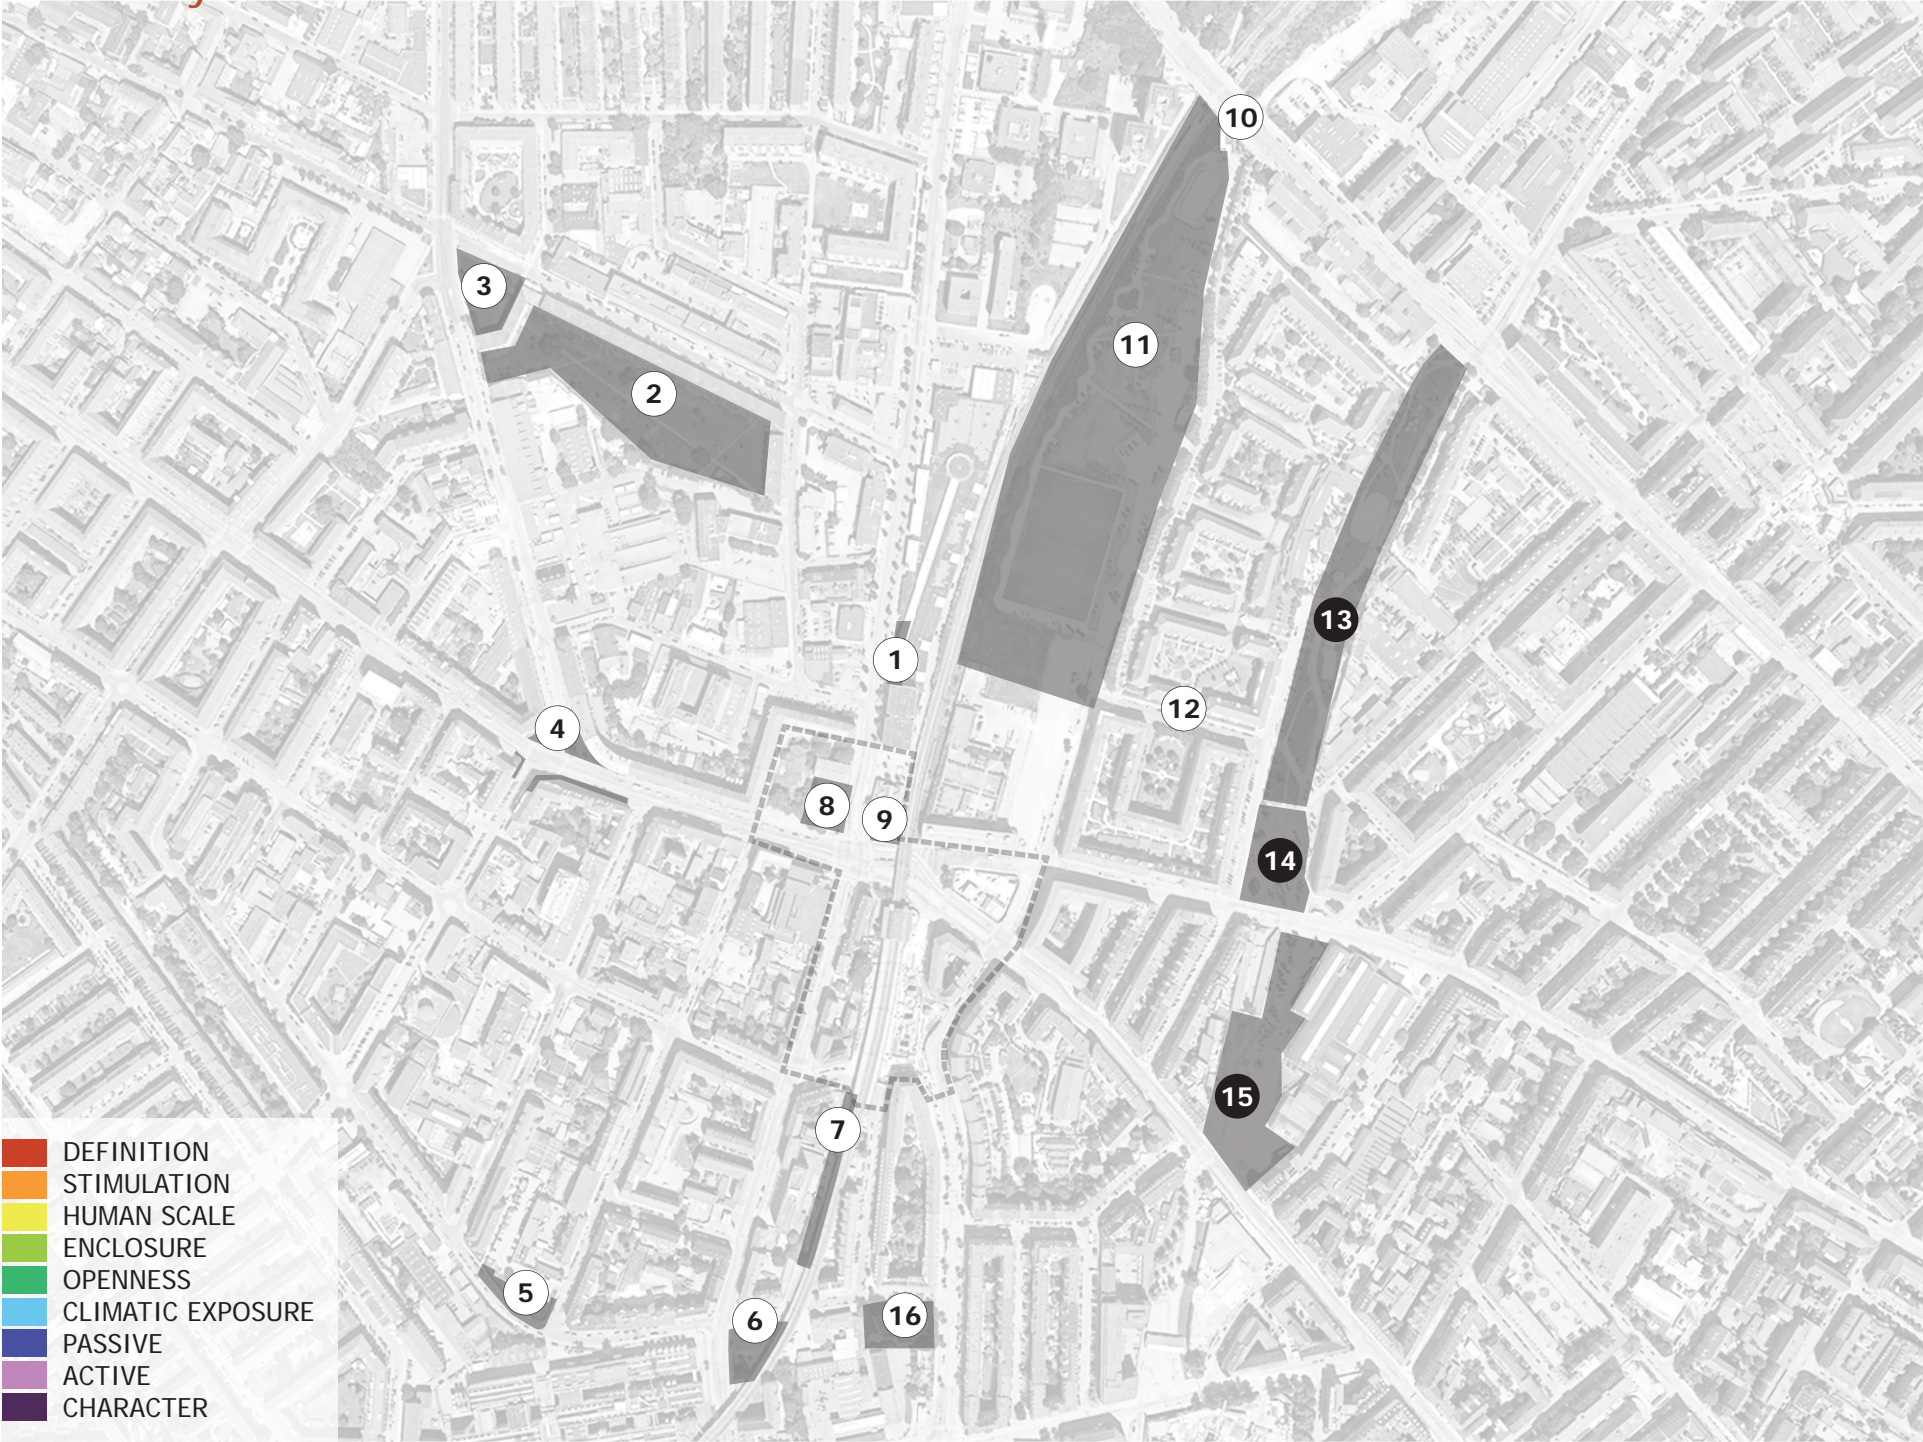 10
3
11
2
13
1
12
4
8
9
14
15
7
5
6
16
DEFINITION
STIMULATION
HUMAN SCALE
ENCLOSURE
OPENNESS
CLIMATIC EXPOSURE
PASSIVE
ACTIVE
CHARACTER